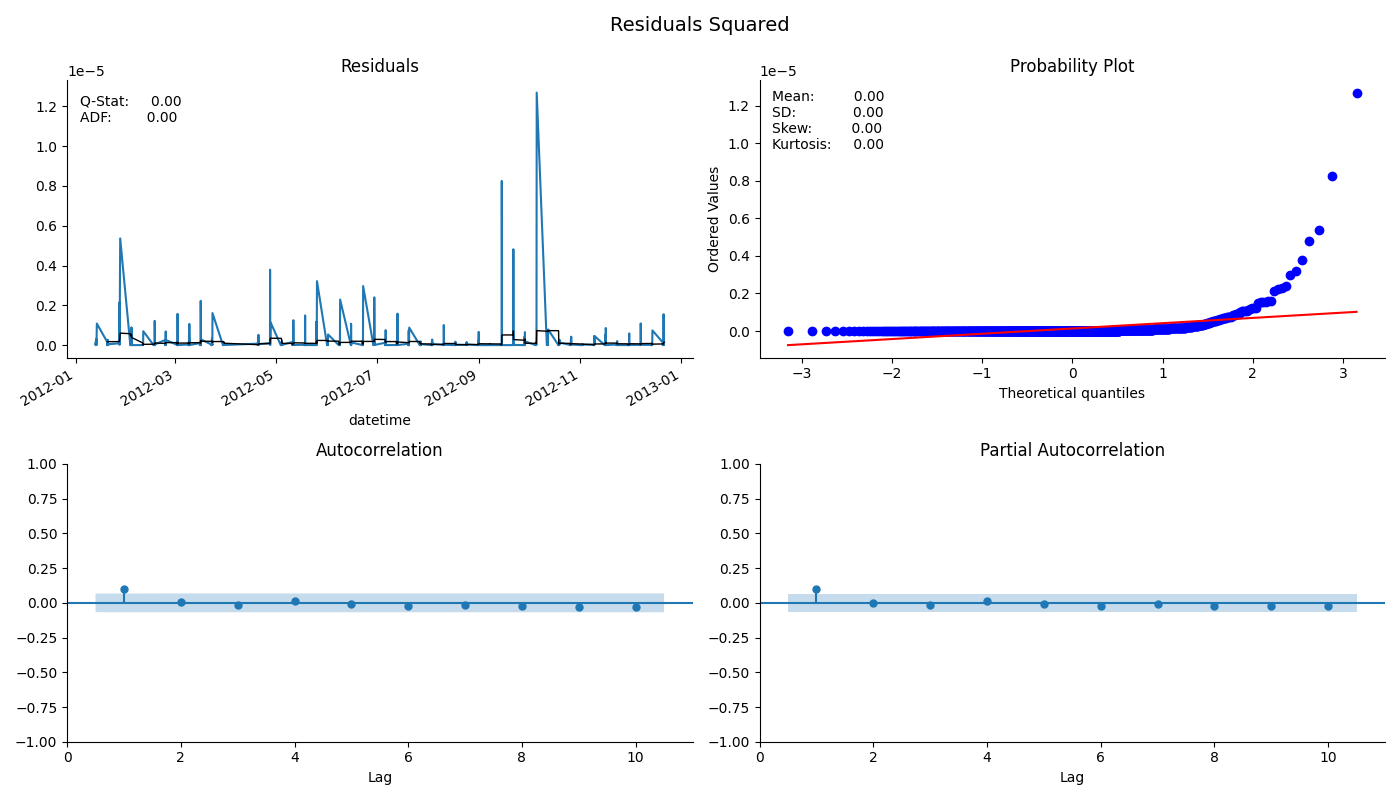 Residuals Squared
Residuals
1e−5
Q-Stat: 0.00
ADF: 0.00
1.2
1.0
0.8
0.6
0.4
0.2
0.0
2012-01
2012-03
2012-05
2012-07
2012-09
2012-11
2013-01
datetime
Probability Plot
1e−5
Mean: 0.00
SD: 0.00
Skew: 0.00
Kurtosis: 0.00
Ordered Values
1.2
1.0
0.8
0.6
0.4
0.2
0.0
−3 −2 −1 0 1 2 3
Theoretical quantiles
Autocorrelation
1.00
0.75
0.50
0.25
0.00
−0.25
−0.50
−0.75
−1.00
0 2 4 6 8 10
Lag
Partial Autocorrelation
1.00
0.75
0.50
0.25
0.00
−0.25
−0.50
−0.75
−1.00
0 2 4 6 8 10
Lag